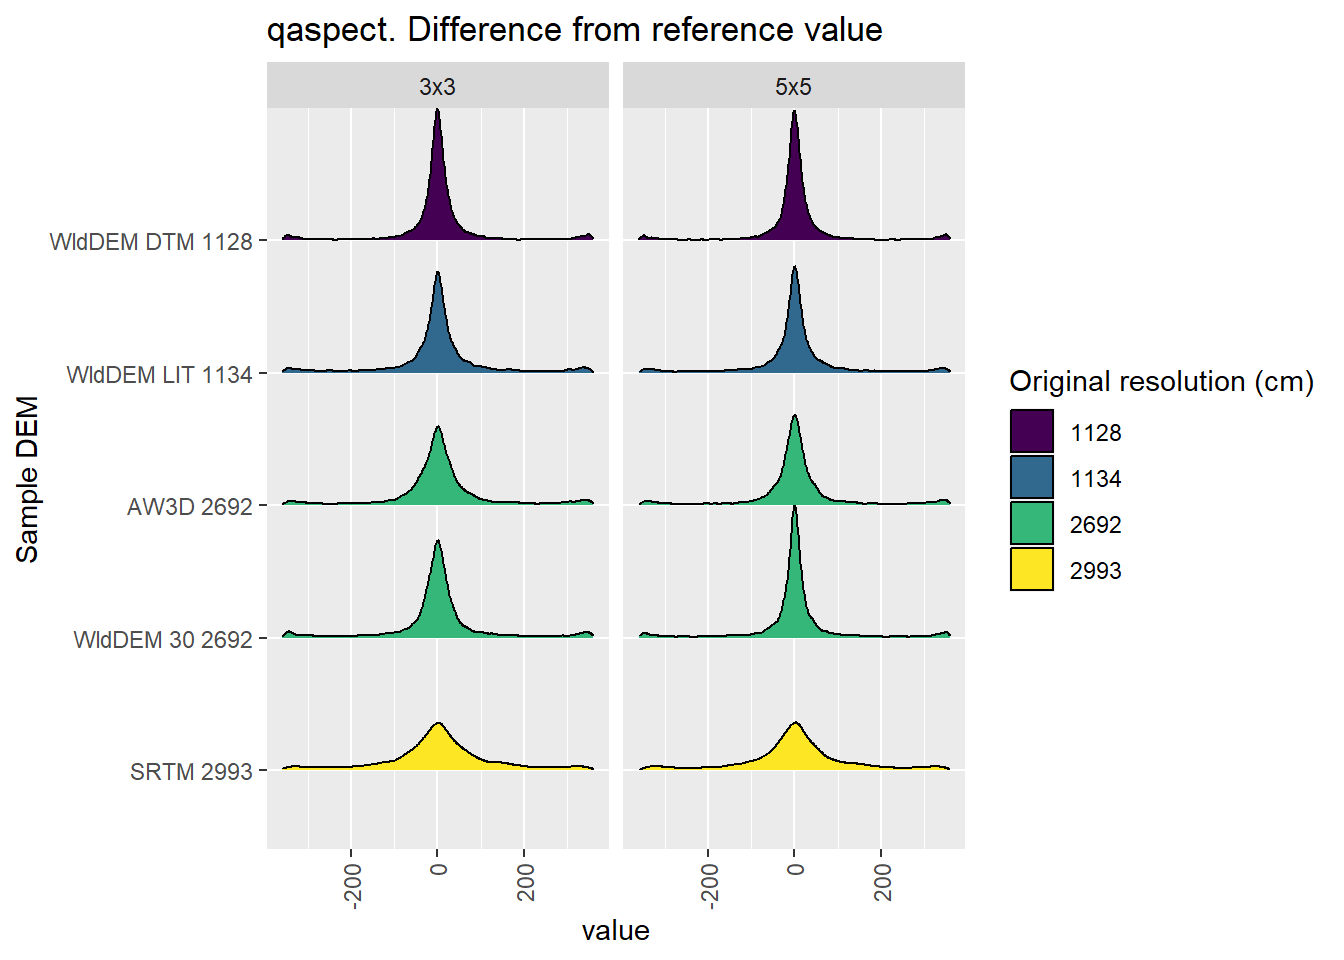 qaspect. Difference from reference value
3x3
5x5
Sample DEM
WldDEM DTM 1128
WldDEM LIT 1134
AW3D 2692
WldDEM 30 2692
SRTM 2993
-200
0
200
-200
0
200
value
Original resolution (cm)
1128
1134
2692
2993